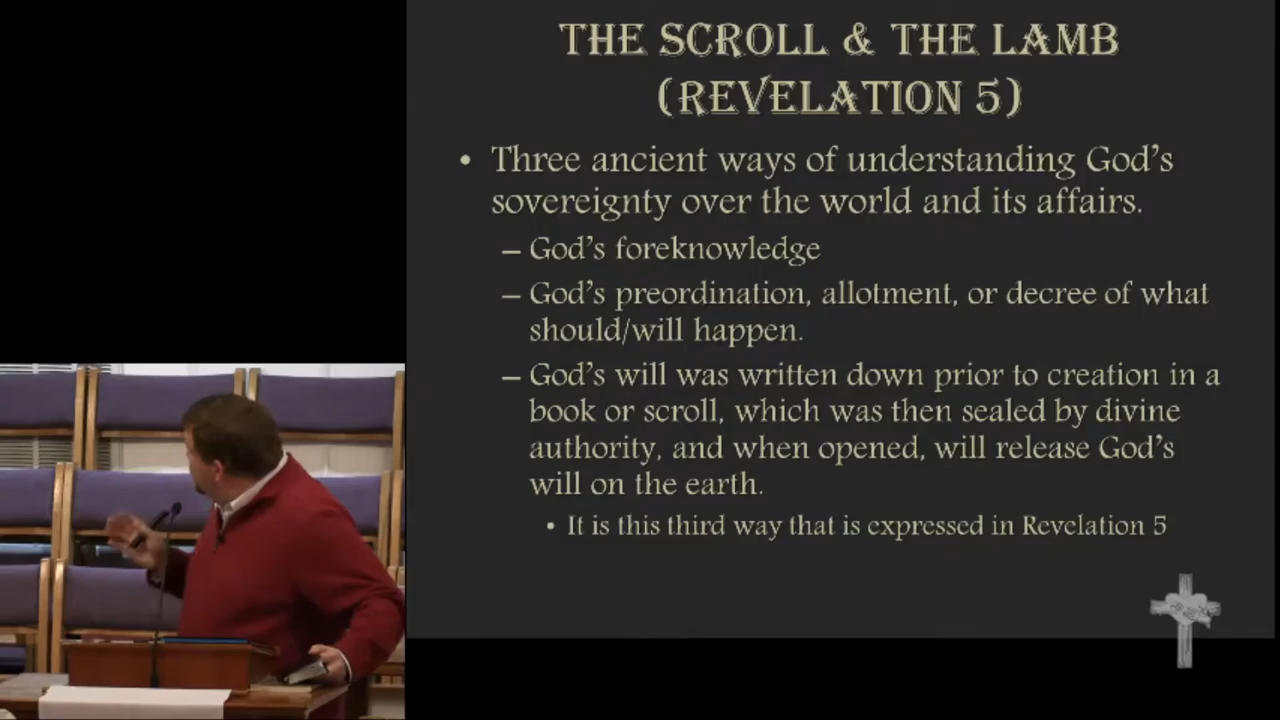 THE SCROLL & THE LAMB
(REVELATION 5)
• Three ancient ways of understanding God's
sovereignty over the world and its affairs.
– God's foreknowledge
– God's preordination, allotment, or decree of what
should/will happen.
– God's will was written down prior to creation in a
book or scroll, which was then sealed by divine
authority, and when opened, will release God's
will on the earth.
• It is this third way that is expressed in Revelation 5